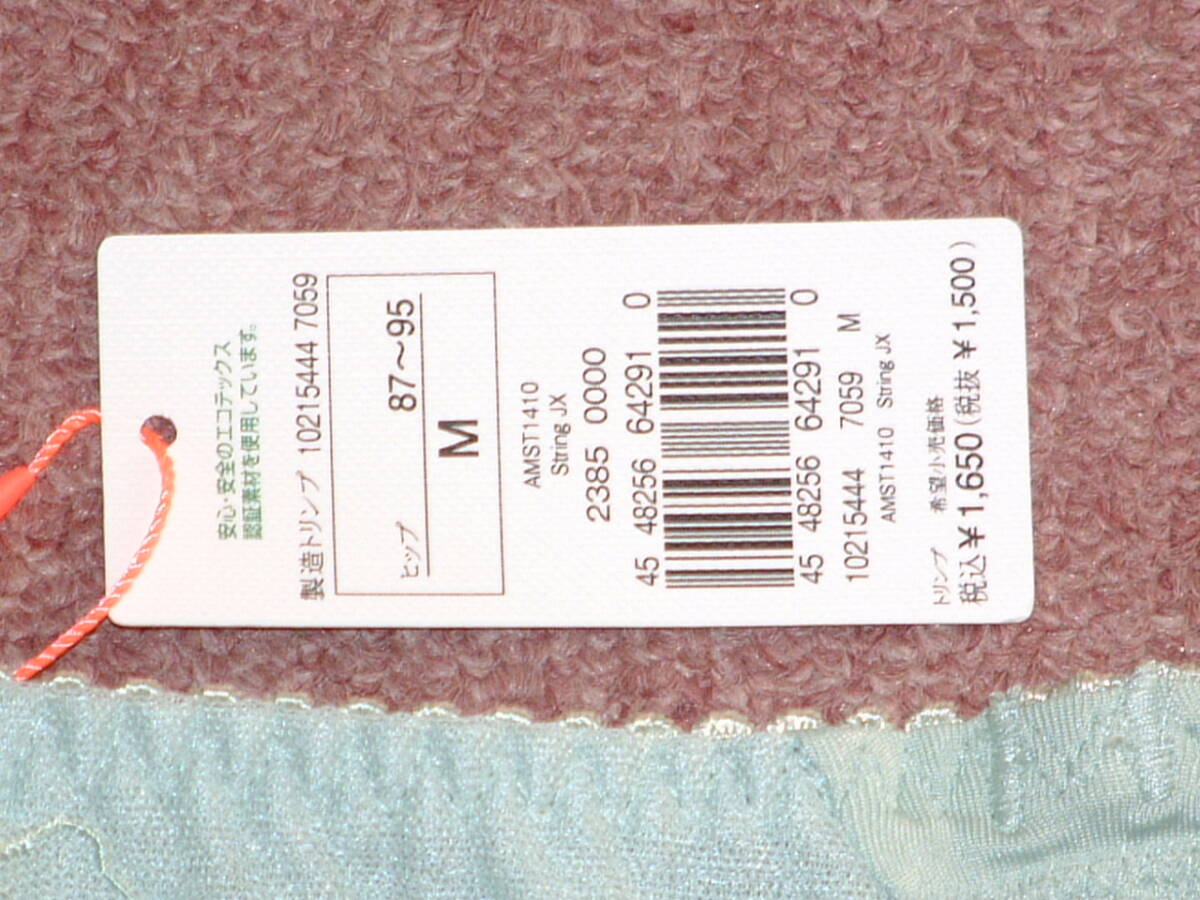 安心・安全のエコテックス
認証素材を使用しています。
製造トリンプ 10215444 7059
ヒップ 87～95
M
AMST1410
String JX
2385 0000
45 48256 64291 0
45 48256 64291 0
10215444 7059 M
AMST1410 String JX
トリンプ 希望小売価格
税込￥1,650(税抜￥1,500)